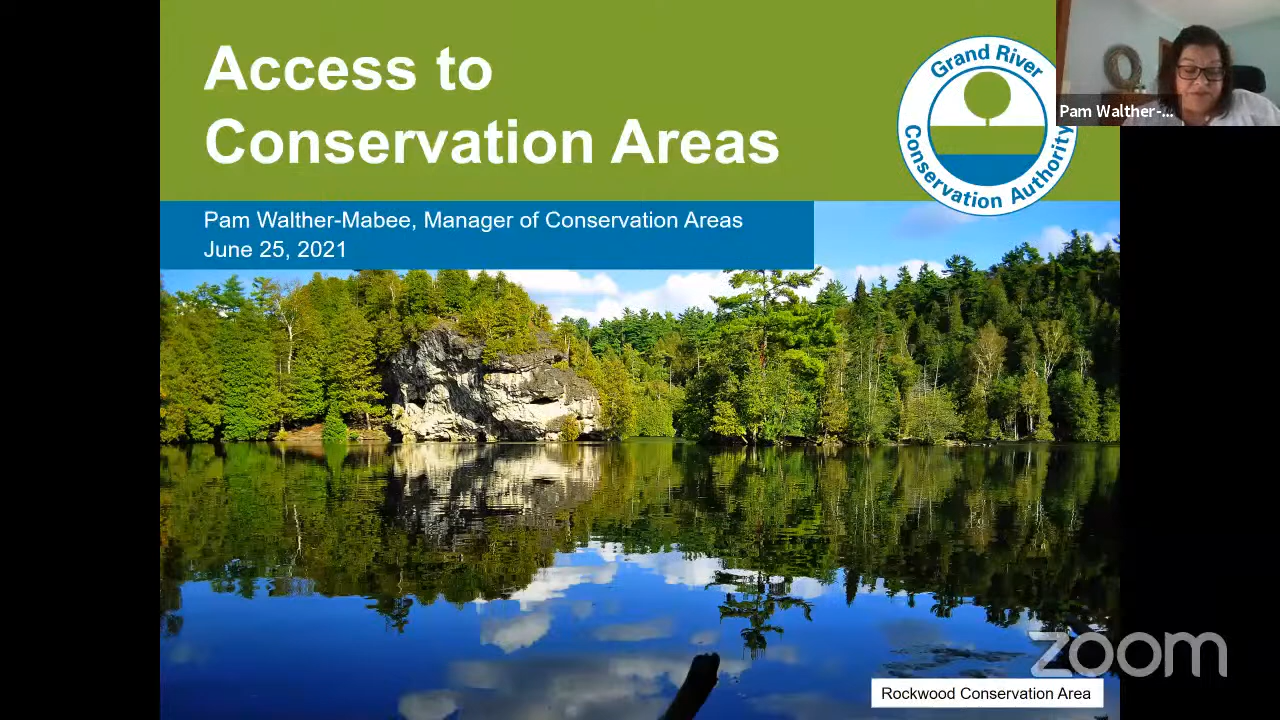 Access to
Conservation Areas
Grand River
Conservation Authority
Pam Walther-...
Pam Walther-Mabee, Manager of Conservation Areas
June 25, 2021
zoom
Rockwood Conservation Area